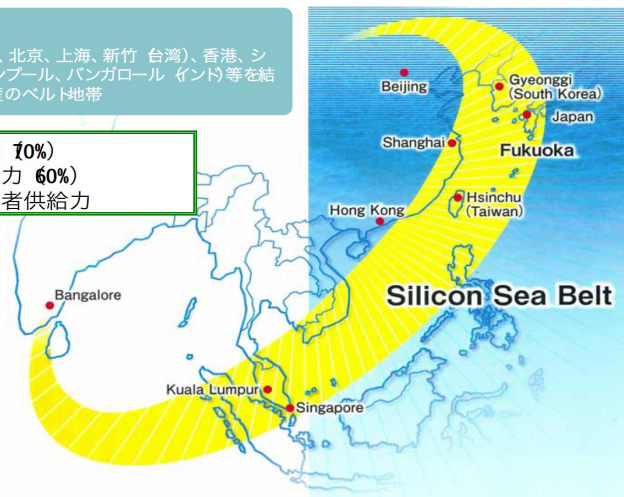 、北京、上海、新竹（台湾）、香港、シ
ンプール、バンガロール（インド）等を結
のベルト地帯
70%）
力（60%）
者供給力
Beijing
Gyeonggi
(South Korea)
Japan
Shanghai
Fukuoka
Hsinchu
(Taiwan)
Hong Kong
Bangalore
Silicon Sea Belt
Kuala Lumpur
Singapore